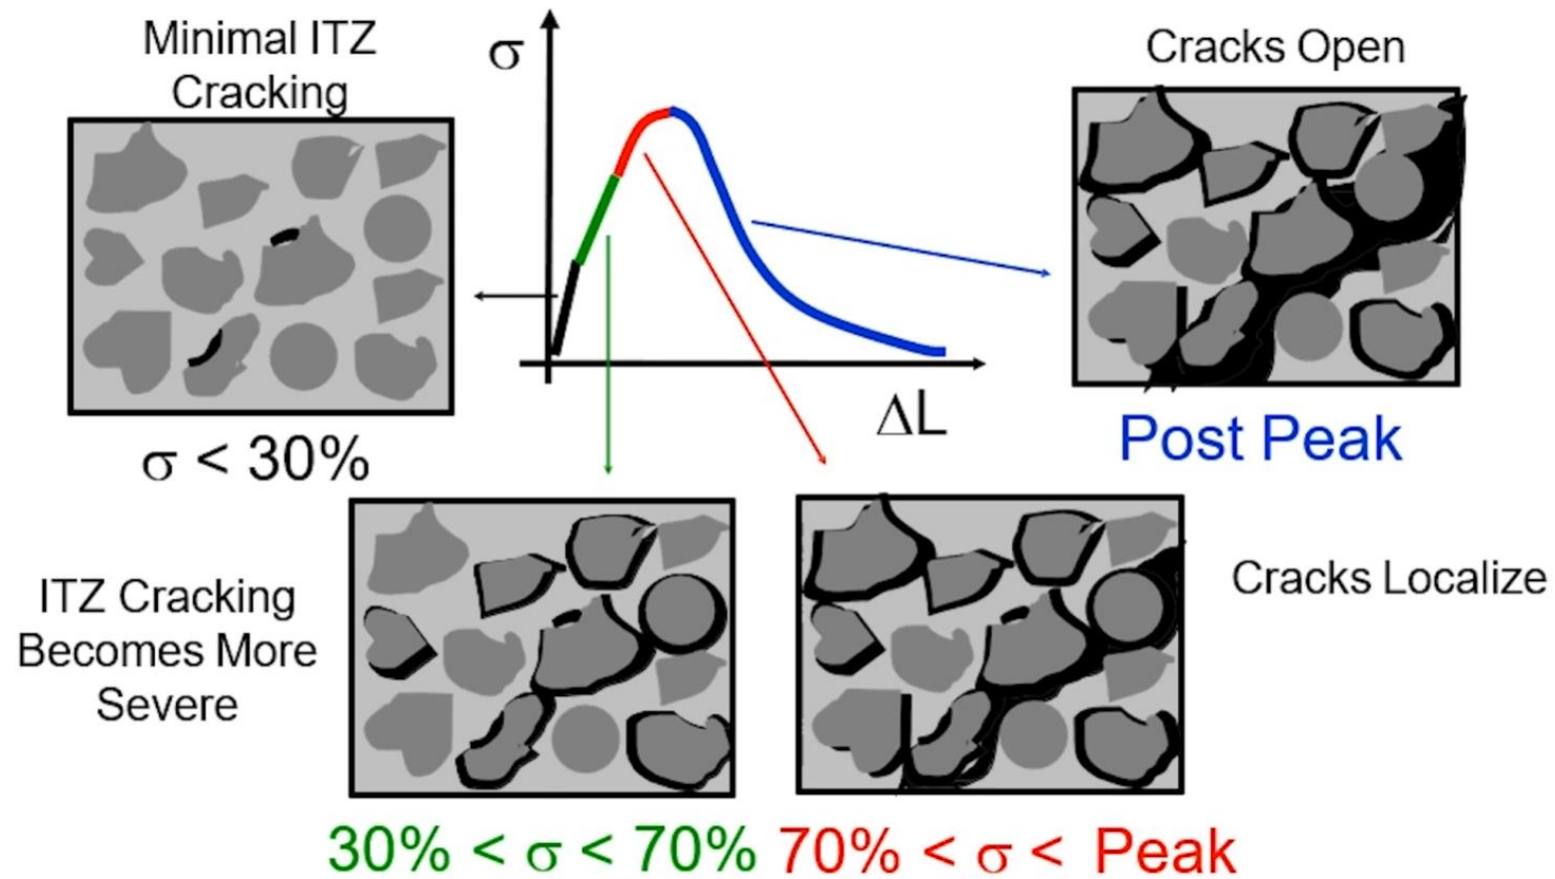 Minimal ITZ
Cracking
σ
Cracks Open
σ < 30%
ΔL
Post Peak
ITZ Cracking
Becomes More
Severe
Cracks Localize
30% < σ < 70%
70% < σ < Peak